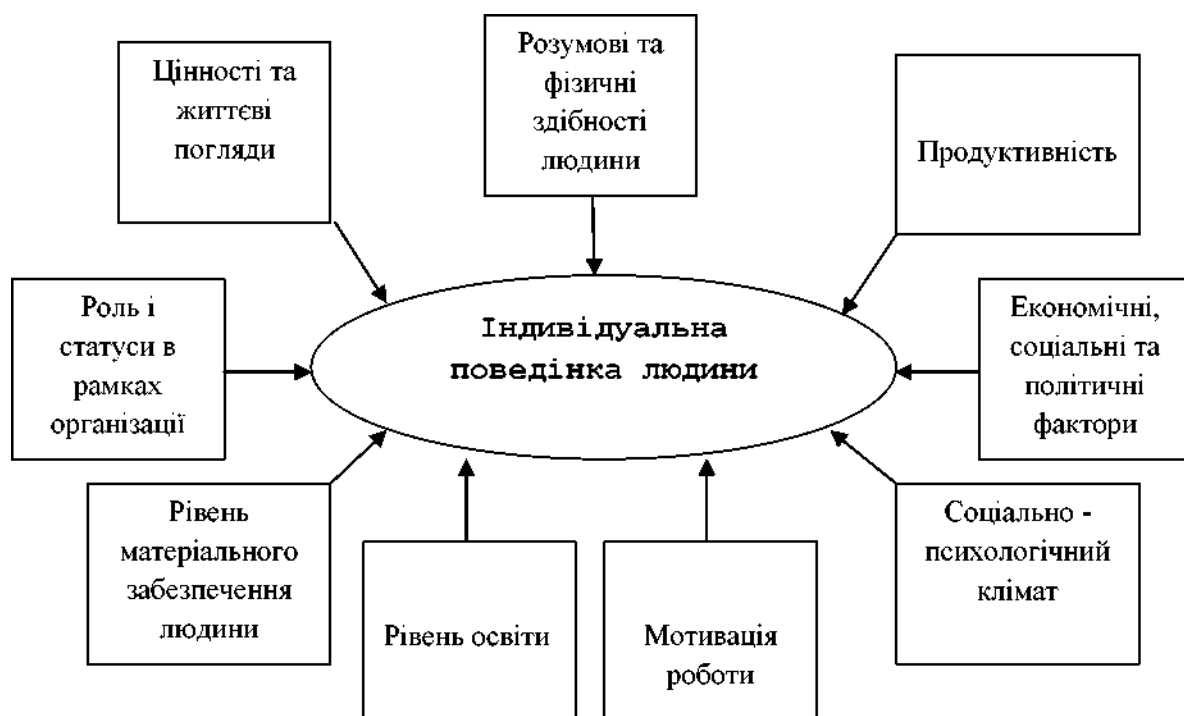 Цінності та
життєві
погляди
Розумові та
фізичні
здібності
людини
Продуктивність
Роль і
статуси в
рамках
організації
Індивідуальна
поведінка людини
Економічні,
соціальні та
політичні
фактори
Рівень
матеріального
забезпечення
людини
Рівень освіти
Мотивація
роботи
Соціально -
психологічний
клімат